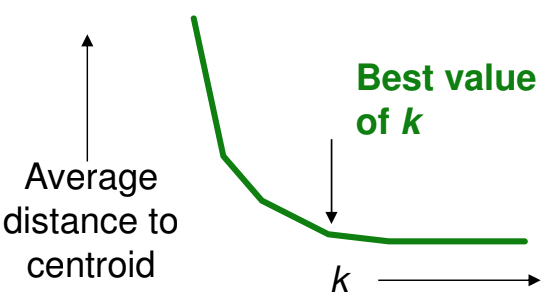 Best value
of k
Average
distance to
centroid
k